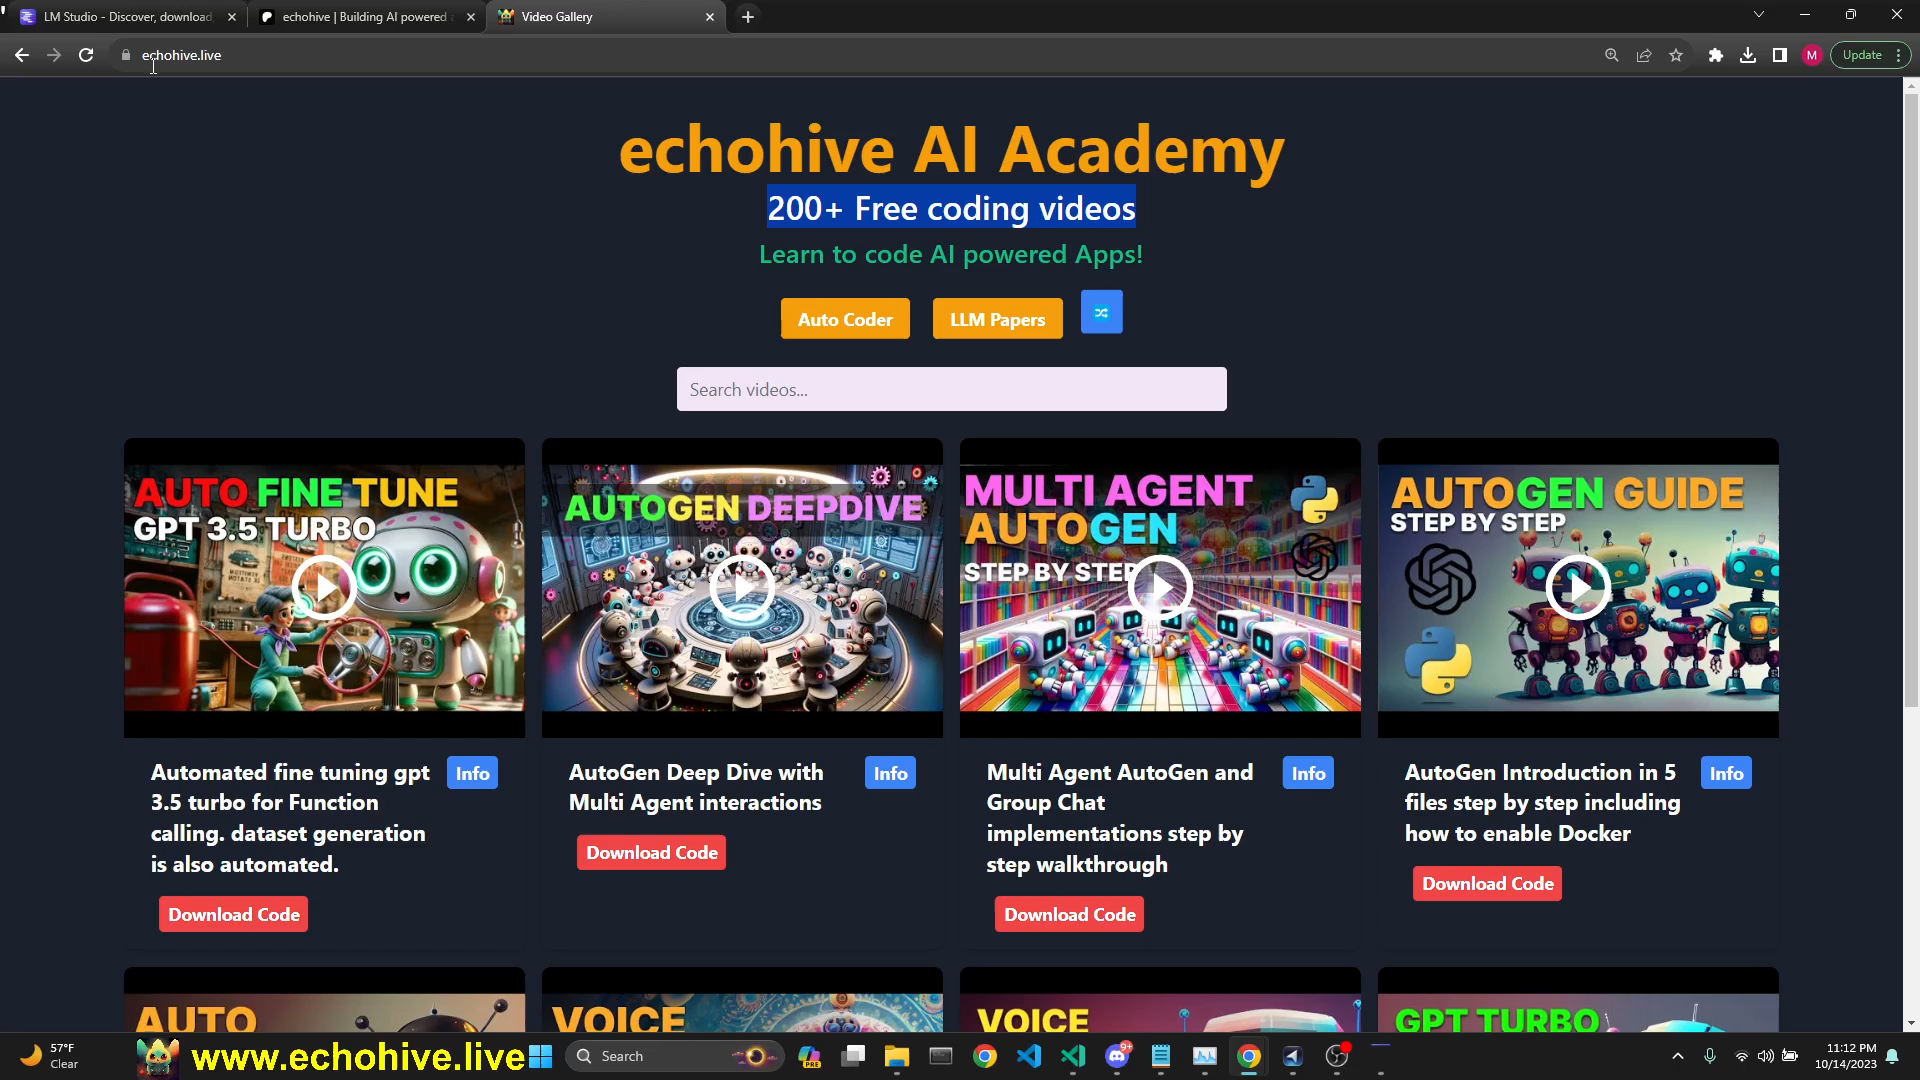 LM Studio - Discover, download,
echohive | Building AI powered a
Video Gallery
echohive.live
M
Update
echohive AI Academy
200+ Free coding videos
Learn to code AI powered Apps!
Auto Coder
LLM Papers
Search videos...
AUTO FINE TUNE
GPT 3.5 TURBO
AUTOGEN DEEPDIVE
MULTI AGENT
AUTOGEN
STEP BY STEP
AUTOGEN GUIDE
STEP BY STEP
Automated fine tuning gpt
3.5 turbo for Function
calling. dataset generation
is also automated.
Info
Download Code
AutoGen Deep Dive with
Multi Agent interactions
Info
Download Code
Multi Agent AutoGen and
Group Chat
implementations step by
step walkthrough
Info
Download Code
AutoGen Introduction in 5
files step by step including
how to enable Docker
Info
Download Code
AUTO
VOICE
VOICE
GPT TURBO
57°F
Clear
www.echohive.live
Search
PRE
9+
11:12 PM
10/14/2023